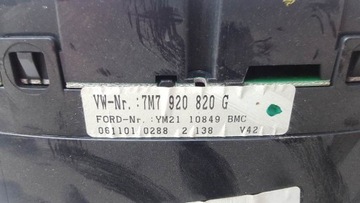 VW-Nr.:7M7 920 820 G
FORD-Nr.:YM21 10849 BMC
061101 0288 2 138 V42